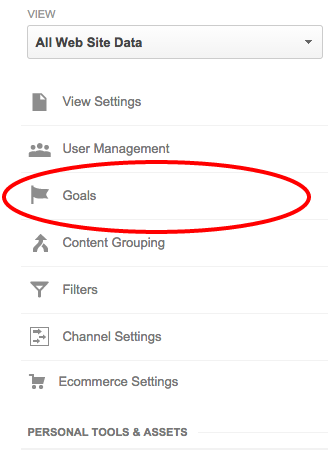 VIEW
All Web Site Data
View Settings
User Management
Goals
Content Grouping
Filters
Channel Settings
Ecommerce Settings
PERSONAL TOOLS & ASSETS